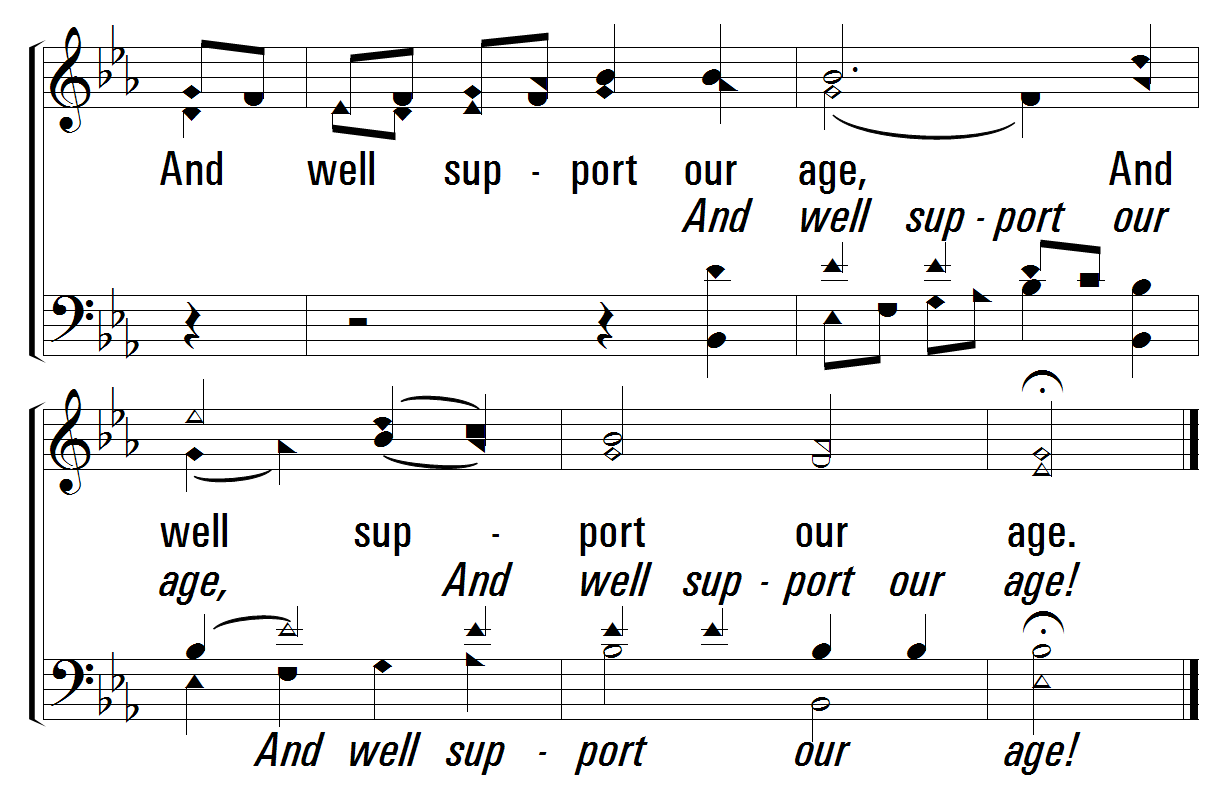 And well sup - port our age, And
And well sup - port our
well sup - port our age.
age, And well sup - port our age!
And well sup - port our age!